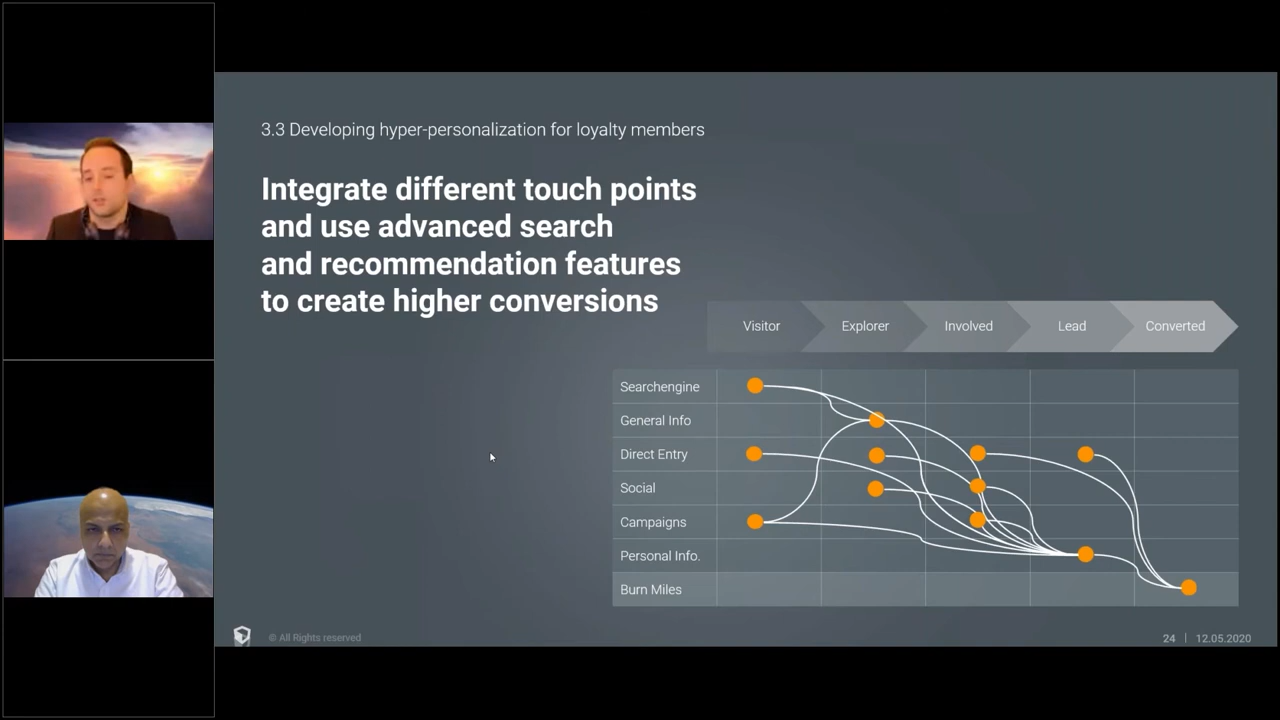 3.3 Developing hyper-personalization for loyalty members
Integrate different touch points
and use advanced search
and recommendation features
to create higher conversions
Visitor Explorer Involved Lead Converted
Searchengine
General Info
Direct Entry
Social
Campaigns
Personal Info.
Burn Miles
© All Rights reserved
24 | 12.05.2020